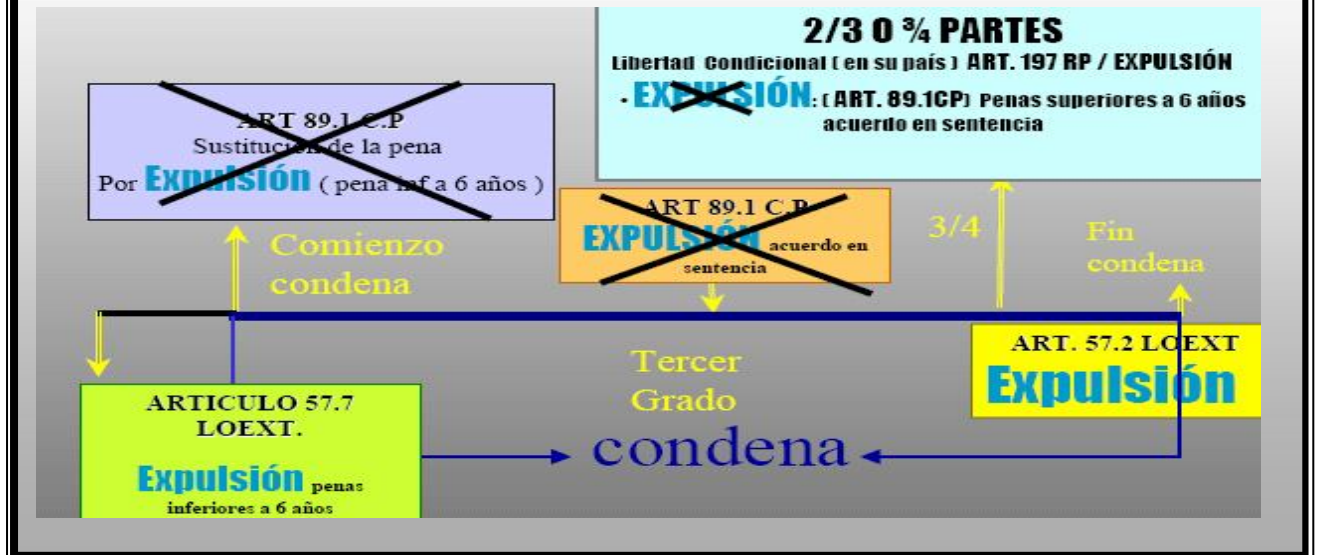 2/3 0 ¾ PARTES
Libertad Condicional ( en su país ) ART. 197 RP / EXPULSIÓN
• EXPULSIÓN: ( ART. 89.1CP) Penas superiores a 6 años
acuerdo en sentencia
ART 89.1 C.P
Sustitución de la pena
Por Expulsión ( pena inf a 6 años )
ART 89.1 C.P.
EXPULSIÓN acuerdo en
sentencia
3/4
Fin
condena
Comienzo
condena
ART. 57.2 LOEXT
Expulsión
Tercer
Grado
condena
ARTICULO 57.7
LOEXT.
Expulsión penas
inferiores a 6 años